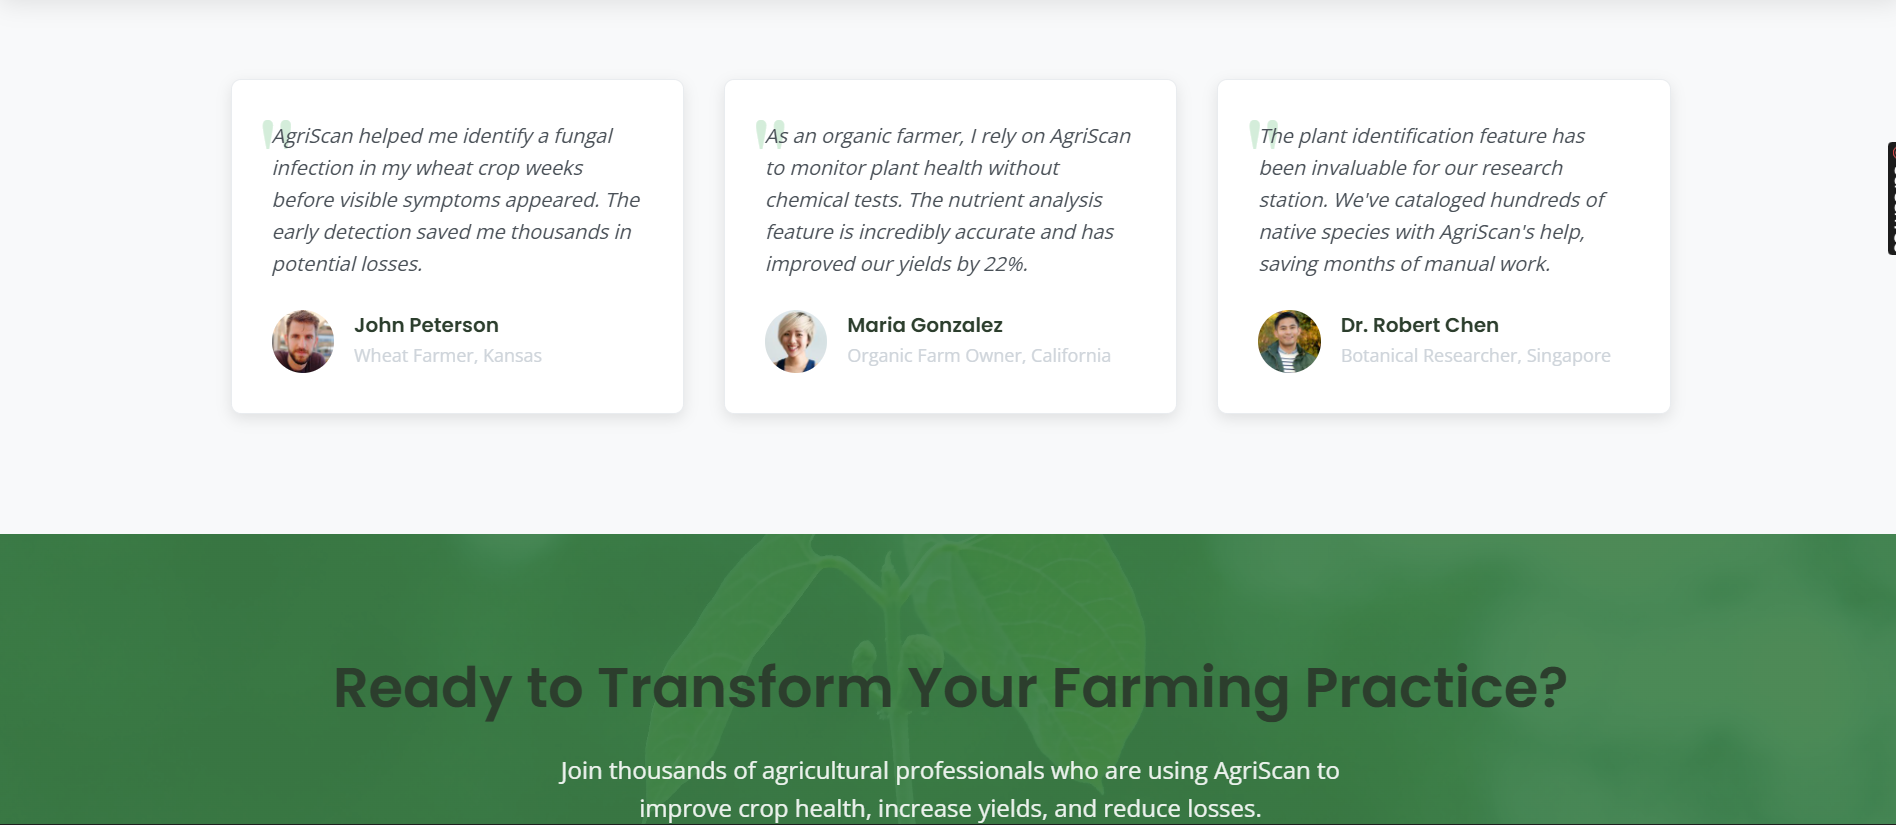 "
AgriScan helped me identify a fungal
infection in my wheat crop weeks
before visible symptoms appeared. The
early detection saved me thousands in
potential losses.
John Peterson
Wheat Farmer, Kansas
"
As an organic farmer, I rely on AgriScan
to monitor plant health without
chemical tests. The nutrient analysis
feature is incredibly accurate and has
improved our yields by 22%.
Maria Gonzalez
Organic Farm Owner, California
"
The plant identification feature has
been invaluable for our research
station. We've cataloged hundreds of
native species with AgriScan's help,
saving months of manual work.
Dr. Robert Chen
Botanical Researcher, Singapore
Ready to Transform Your Farming Practice?
Join thousands of agricultural professionals who are using AgriScan to
improve crop health, increase yields, and reduce losses.